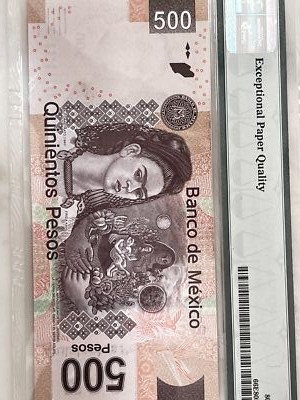 500
Banco de México
Quinientos Pesos
500
Pesos
Exceptional Paper Quality